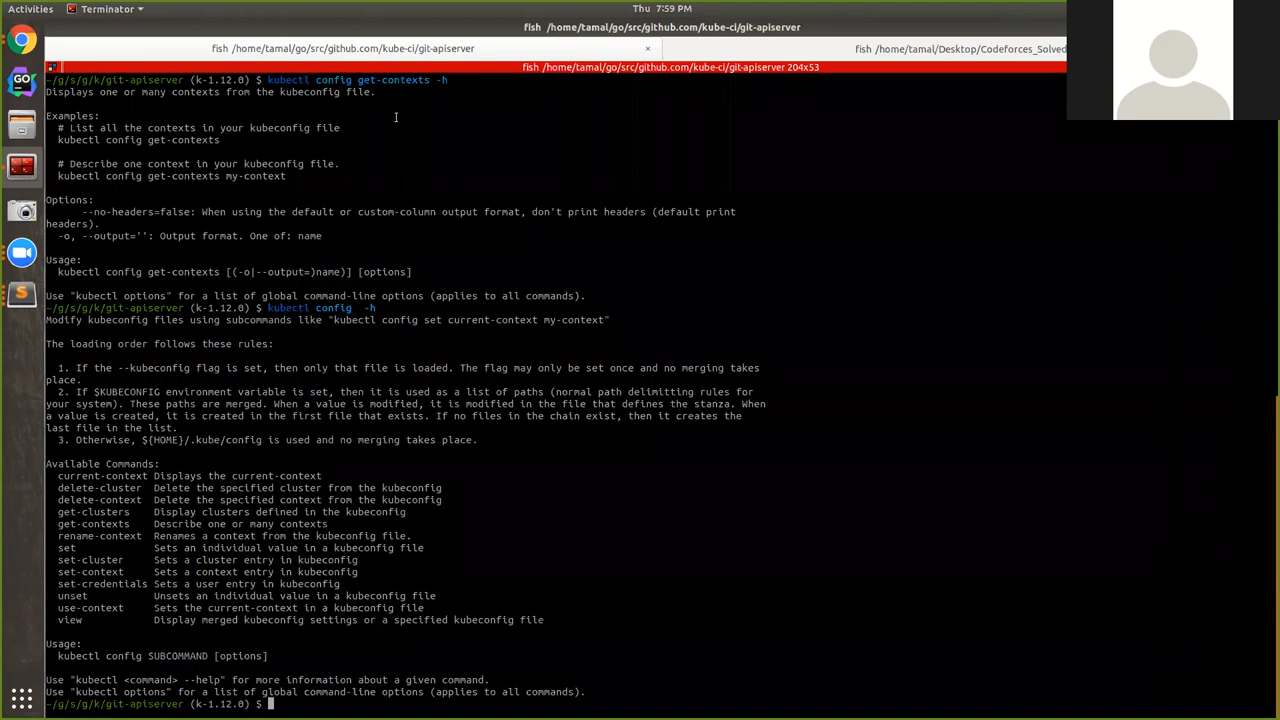 Activities
Terminator
Thu 7:59 PM
fish /home/tamal/go/src/github.com/kube-ci/git-apiserver
fish /home/tamal/go/src/github.com/kube-ci/git-apiserver ×
fish /home/tamal/Desktop/Codeforces_Solved
fish /home/tamal/go/src/github.com/kube-ci/git-apiserver 204x53
~/g/s/g/k/git-apiserver (k-1.12.0) $ kubectl config get-contexts -h
Displays one or many contexts from the kubeconfig file.
Examples:
# List all the contexts in your kubeconfig file
kubectl config get-contexts
# Describe one context in your kubeconfig file.
kubectl config get-contexts my-context
Options:
--no-headers=false: When using the default or custom-column output format, don't print headers (default print
headers).
-o, --output='': Output format. One of: name
Usage:
kubectl config get-contexts [(-o|--output=)name)] [options]
Use "kubectl options" for a list of global command-line options (applies to all commands).
~/g/s/g/k/git-apiserver (k-1.12.0) $ kubectl config  -h
Modify kubeconfig files using subcommands like "kubectl config set current-context my-context"
The loading order follows these rules:
1. If the --kubeconfig flag is set, then only that file is loaded. The flag may only be set once and no merging takes
place.
2. If $KUBECONFIG environment variable is set, then it is used as a list of paths (normal path delimitting rules for
your system). These paths are merged. When a value is modified, it is modified in the file that defines the stanza. When
a value is created, it is created in the first file that exists. If no files in the chain exist, then it creates the
last file in the list.
3. Otherwise, ${HOME}/.kube/config is used and no merging takes place.
Available Commands:
current-context Displays the current-context
delete-cluster  Delete the specified cluster from the kubeconfig
delete-context  Delete the specified context from the kubeconfig
get-clusters    Display clusters defined in the kubeconfig
get-contexts    Describe one or many contexts
rename-context  Renames a context from the kubeconfig file.
set             Sets an individual value in a kubeconfig file
set-cluster     Sets a cluster entry in kubeconfig
set-context     Sets a context entry in kubeconfig
set-credentials Sets a user entry in kubeconfig
unset           Unsets an individual value in a kubeconfig file
use-context     Sets the current-context in a kubeconfig file
view            Display merged kubeconfig settings or a specified kubeconfig file
Usage:
kubectl config SUBCOMMAND [options]
Use "kubectl <command> --help" for more information about a given command.
Use "kubectl options" for a list of global command-line options (applies to all commands).
~/g/s/g/k/git-apiserver (k-1.12.0) $
GO
S